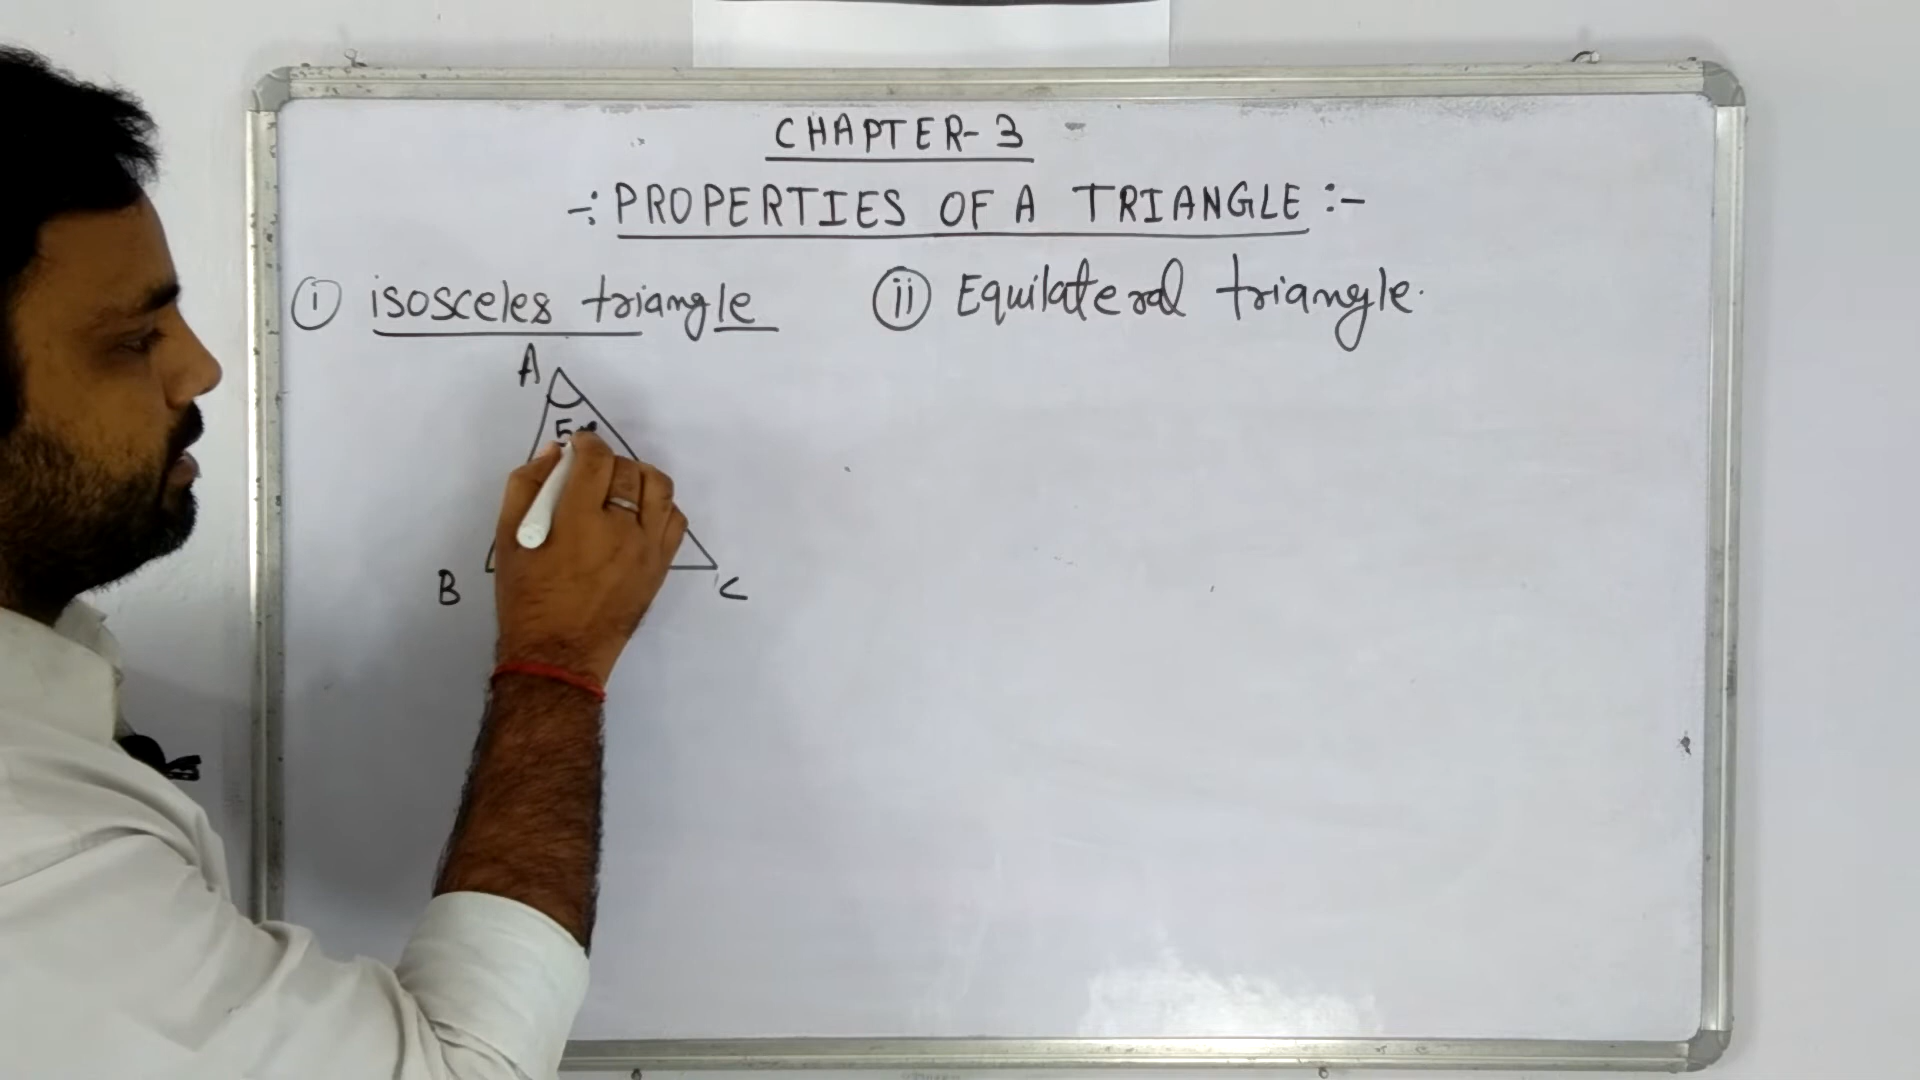 CHAPTER-3
-: PROPERTIES OF A TRIANGLE :-
(i) isosceles triangle
(ii) Equilateral triangle.
A
B
C